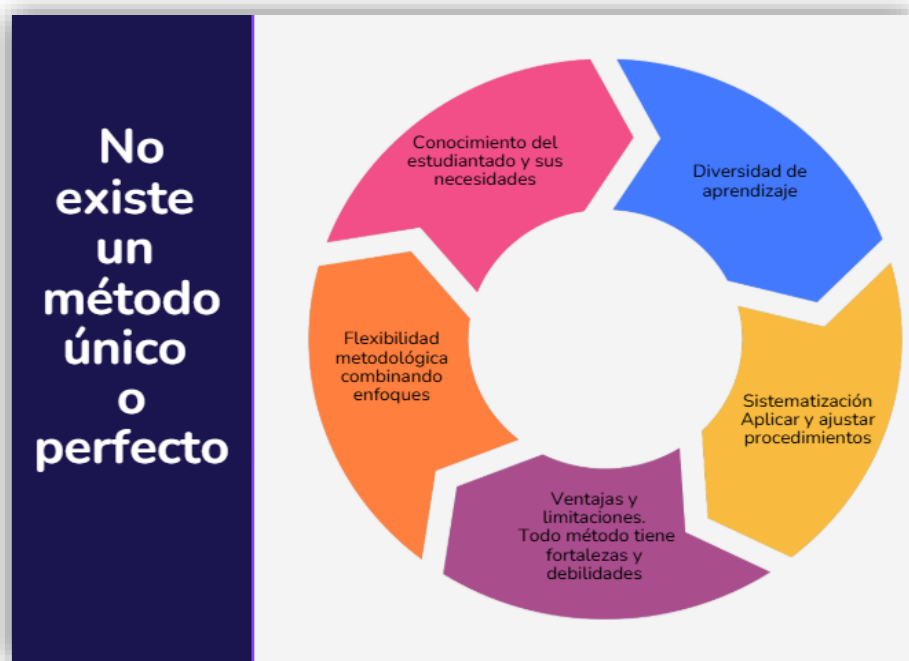 No
existe
un
método
único
o
perfecto
Conocimiento del
estudiantado y sus
necesidades
Diversidad de
aprendizaje
Sistematización
Aplicar y ajustar
procedimientos
Ventajas y
limitaciones.
Todo método tiene
fortalezas y
debilidades
Flexibilidad
metodológica
combinando
enfoques